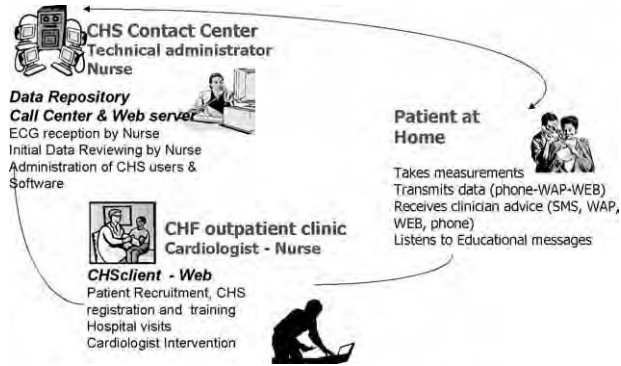 CHS Contact Center
Technical administrator
Nurse
Data Repository
Call Center & Web server
ECG reception by Nurse
Initial Data Reviewing by Nurse
Administration of CHS users &
Software
Patient at
Home
Takes measurements
Transmits data (phone-WAP-WEB)
Receives clinician advice (SMS, WAP,
WEB, phone)
Listens to Educational messages
CHF outpatient clinic
Cardiologist - Nurse
CHSclient - Web
Patient Recruitment, CHS
registration and training
Hospital visits
Cardiologist Intervention